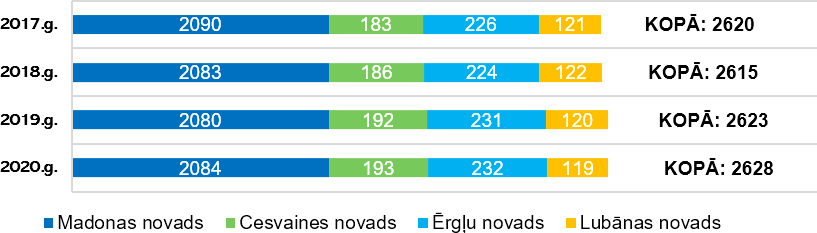 2017.g. 2090 183 226 121 KOPĀ: 2620
2018.g. 2083 186 224 122 KOPĀ: 2615
2019.g. 2080 192 231 120 KOPĀ: 2623
2020.g. 2084 193 232 119 KOPĀ: 2628
Madonas novads Cesvaines novads Ērgļu novads Lubānas novads